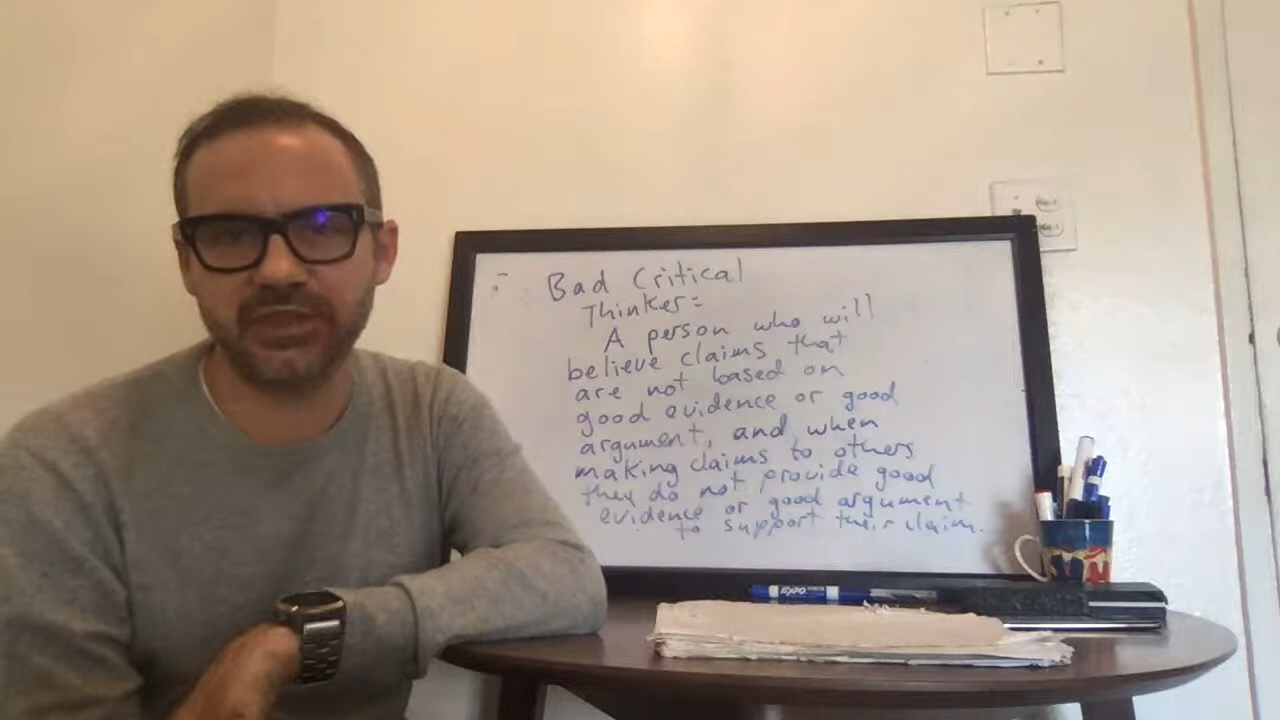 Bad Critical
Thinker:
A person who will
believe claims that
are not based on
good evidence or good
argument, and when
making claims to others
they do not provide good
evidence or good argument
to support their claim.
EXPO